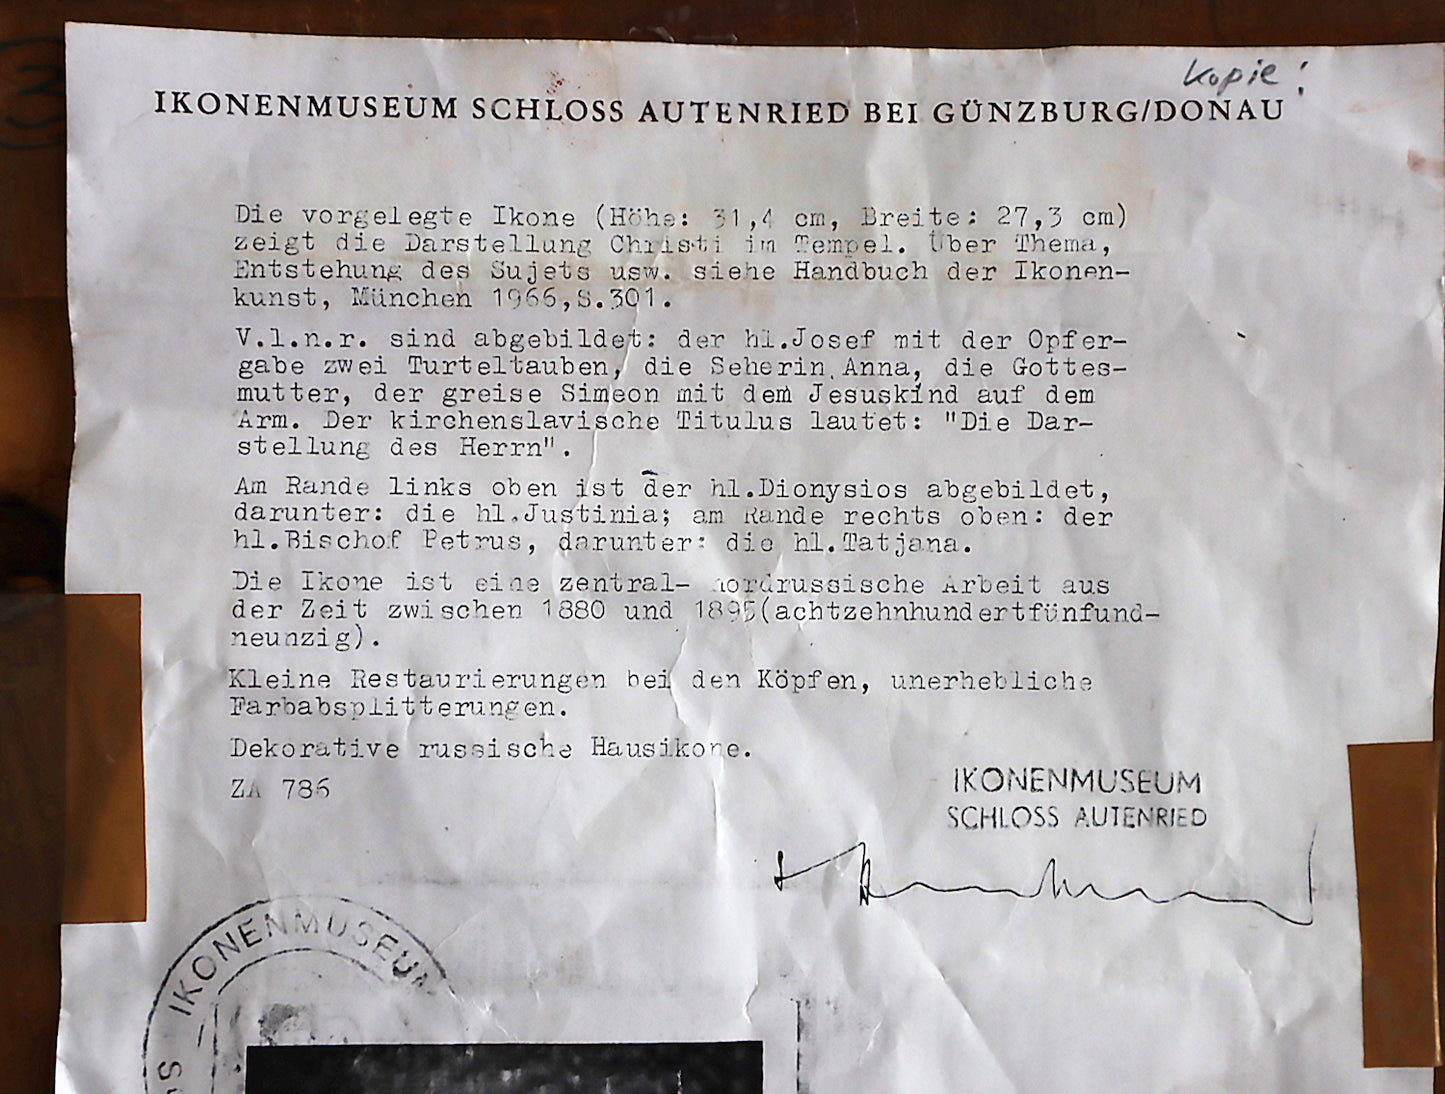 Kopie!
IKONENMUSEUM SCHLOSS AUTENRIED BEI GÜNZBURG/DONAU
Die vorgelegte Ikone (Höhe: 31,4 cm, Breite: 27,3 cm)
zeigt die Darstellung Christi im Tempel. Über Thema,
Entstehung des Sujets usw. siehe Handbuch der Ikonen-
kunst, München 1966,S.301.
V.l.n.r. sind abgebildet: der hl.Josef mit der Opfer-
gabe zwei Turteltauben, die Seherin Anna, die Gottes-
mutter, der greise Simeon mit dem Jesuskind auf dem
Arm. Der kirchenslavische Titulus lautet: "Die Dar-
stellung des Herrn".
Am Rande links oben ist der hl.Dionysios abgebildet,
darunter: die hl.Justinia; am Rande rechts oben: der
hl.Bischof Petrus, darunter: die hl.Tatjana.
Die Ikone ist eine zentral- nordrussische Arbeit aus
der Zeit zwischen 1880 und 1895(achtzehnhundertfünfund-
neunzig).
Kleine Restaurierungen bei den Köpfen, unerhebliche
Farbabsplitterungen.
Dekorative russische Hausikone.
ZA 786
IKONENMUSEUM
SCHLOSS AUTENRIED
IKONENMUSEUM